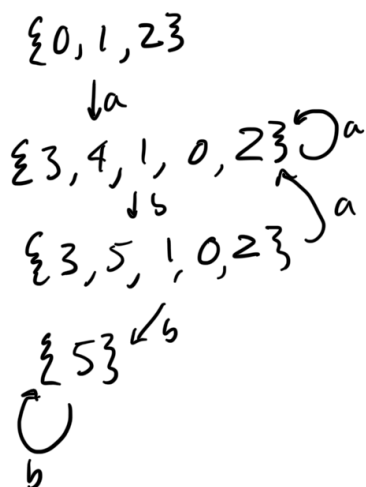 {0,1,2}
a
{3,4,1,0,2} a
b
a
{3,5,1,0,2}
b
{5}
b